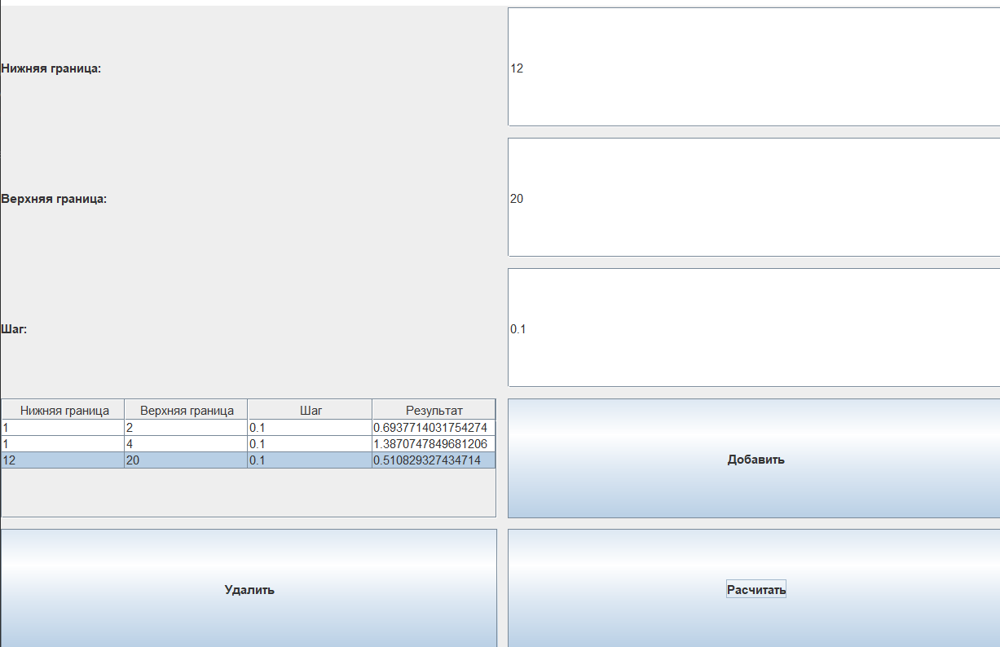 Нижняя граница:
12
Верхняя граница:
20
Шаг:
0.1
Нижняя граница Верхняя граница Шаг Результат
1 2 0.1 0.6937714031754274
1 4 0.1 1.3870747849681206
12 20 0.1 0.510829327434714
Добавить
Удалить
Расчитать